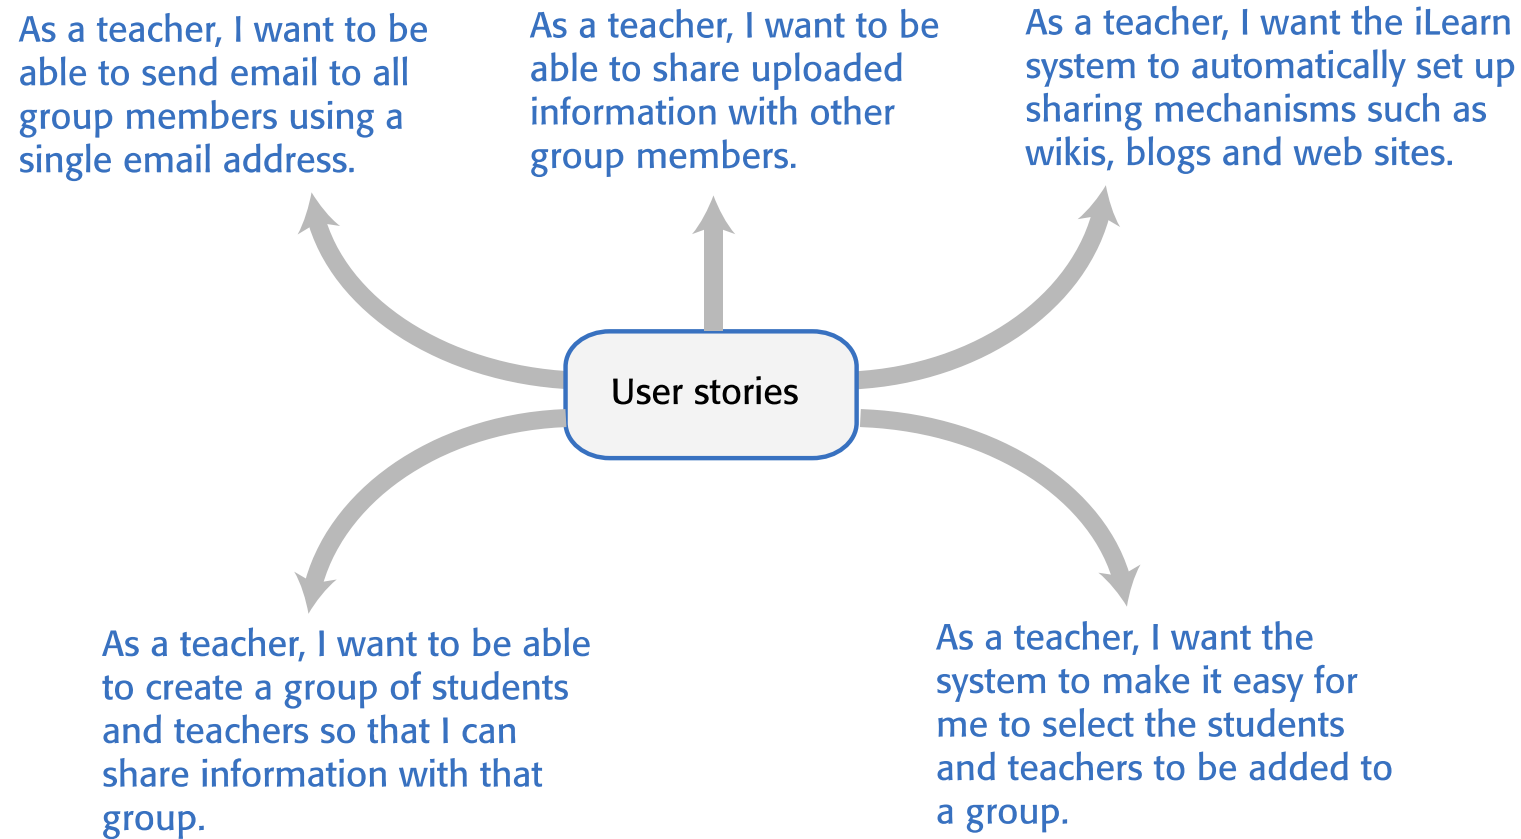 As a teacher, I want to be
able to send email to all
group members using a
single email address.
As a teacher, I want to be
able to share uploaded
information with other
group members.
As a teacher, I want the iLearn
system to automatically set up
sharing mechanisms such as
wikis, blogs and web sites.
User stories
As a teacher, I want to be able
to create a group of students
and teachers so that I can
share information with that
group.
As a teacher, I want the
system to make it easy for
me to select the students
and teachers to be added to
a group.